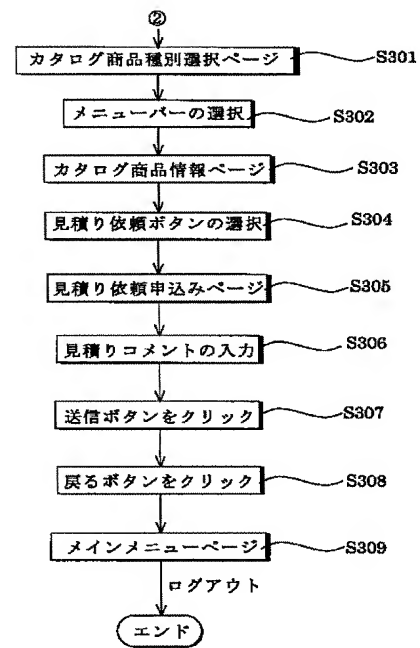 ②
カタログ商品種別選択ページ
S301
メニューバーの選択
S302
カタログ商品情報ページ
S303
見積り依頼ボタンの選択
S304
見積り依頼申込みページ
S305
見積りコメントの入力
S306
送信ボタンをクリック
S307
戻るボタンをクリック
S308
メインメニューページ
S309
ログアウト
エンド